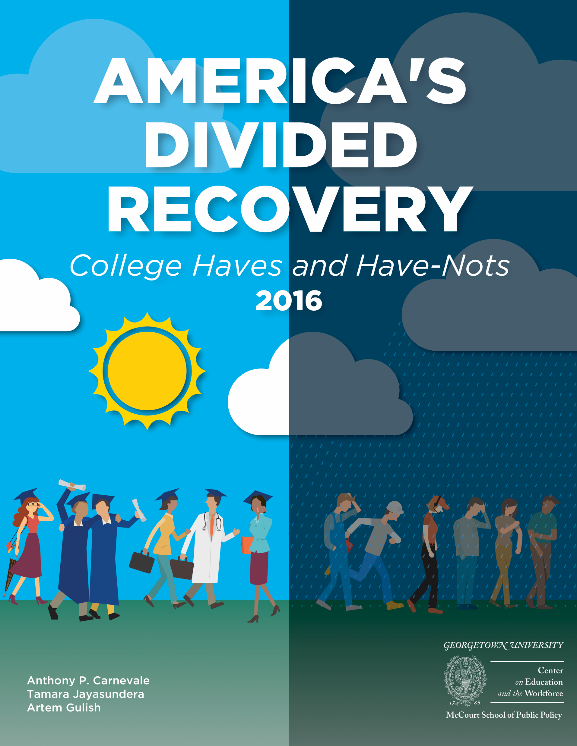 AMERICA'S
DIVIDED
RECOVERY
College Haves and Have-Nots
2016
Anthony P. Carnevale
Tamara Jayasundera
Artem Gulish
GEORGETOWN UNIVERSITY
Center
on Education
and the Workforce
McCourt School of Public Policy